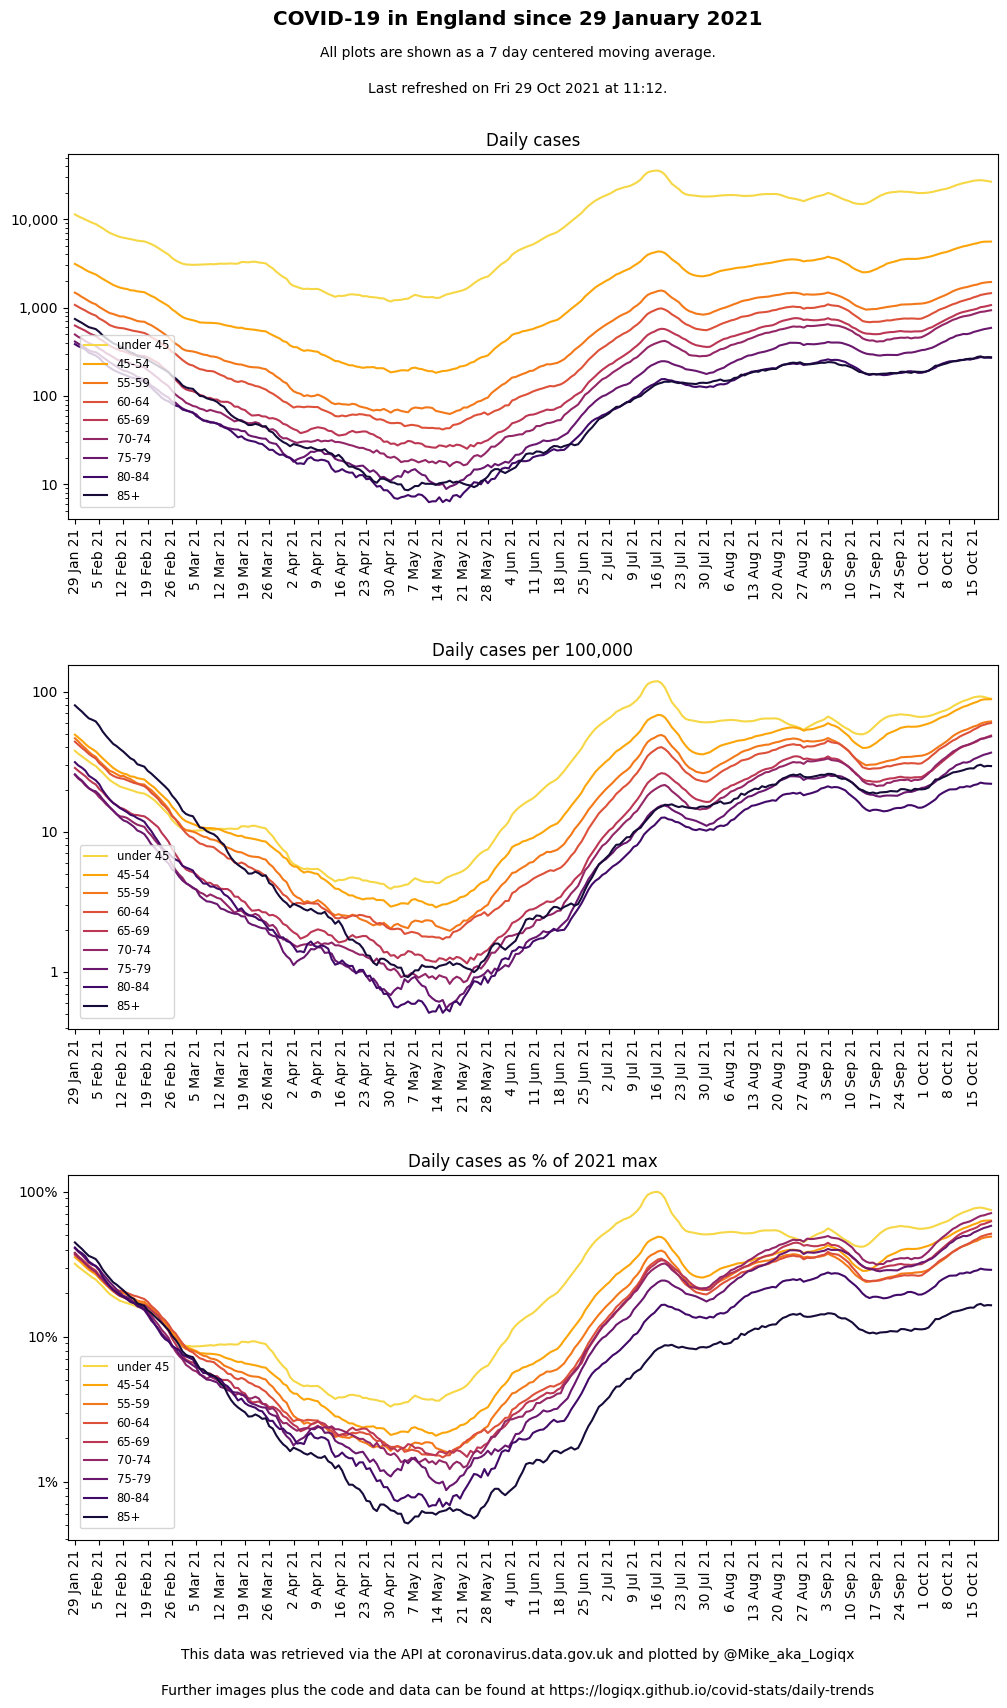 COVID-19 in England since 29 January 2021
All plots are shown as a 7 day centered moving average.
Last refreshed on Fri 29 Oct 2021 at 11:12.
Daily cases
10,000
1,000
100
10
under 45
45-54
55-59
60-64
65-69
70-74
75-79
80-84
85+
29 Jan 21
5 Feb 21
12 Feb 21
19 Feb 21
26 Feb 21
5 Mar 21
12 Mar 21
19 Mar 21
26 Mar 21
2 Apr 21
9 Apr 21
16 Apr 21
23 Apr 21
30 Apr 21
7 May 21
14 May 21
21 May 21
28 May 21
4 Jun 21
11 Jun 21
18 Jun 21
25 Jun 21
2 Jul 21
9 Jul 21
16 Jul 21
23 Jul 21
30 Jul 21
6 Aug 21
13 Aug 21
20 Aug 21
27 Aug 21
3 Sep 21
10 Sep 21
17 Sep 21
24 Sep 21
1 Oct 21
8 Oct 21
15 Oct 21
Daily cases per 100,000
100
10
1
under 45
45-54
55-59
60-64
65-69
70-74
75-79
80-84
85+
29 Jan 21
5 Feb 21
12 Feb 21
19 Feb 21
26 Feb 21
5 Mar 21
12 Mar 21
19 Mar 21
26 Mar 21
2 Apr 21
9 Apr 21
16 Apr 21
23 Apr 21
30 Apr 21
7 May 21
14 May 21
21 May 21
28 May 21
4 Jun 21
11 Jun 21
18 Jun 21
25 Jun 21
2 Jul 21
9 Jul 21
16 Jul 21
23 Jul 21
30 Jul 21
6 Aug 21
13 Aug 21
20 Aug 21
27 Aug 21
3 Sep 21
10 Sep 21
17 Sep 21
24 Sep 21
1 Oct 21
8 Oct 21
15 Oct 21
Daily cases as % of 2021 max
100%
10%
1%
under 45
45-54
55-59
60-64
65-69
70-74
75-79
80-84
85+
29 Jan 21
5 Feb 21
12 Feb 21
19 Feb 21
26 Feb 21
5 Mar 21
12 Mar 21
19 Mar 21
26 Mar 21
2 Apr 21
9 Apr 21
16 Apr 21
23 Apr 21
30 Apr 21
7 May 21
14 May 21
21 May 21
28 May 21
4 Jun 21
11 Jun 21
18 Jun 21
25 Jun 21
2 Jul 21
9 Jul 21
16 Jul 21
23 Jul 21
30 Jul 21
6 Aug 21
13 Aug 21
20 Aug 21
27 Aug 21
3 Sep 21
10 Sep 21
17 Sep 21
24 Sep 21
1 Oct 21
8 Oct 21
15 Oct 21
This data was retrieved via the API at coronavirus.data.gov.uk and plotted by @Mike_aka_Logiqx
Further images plus the code and data can be found at https://logiqx.github.io/covid-stats/daily-trends